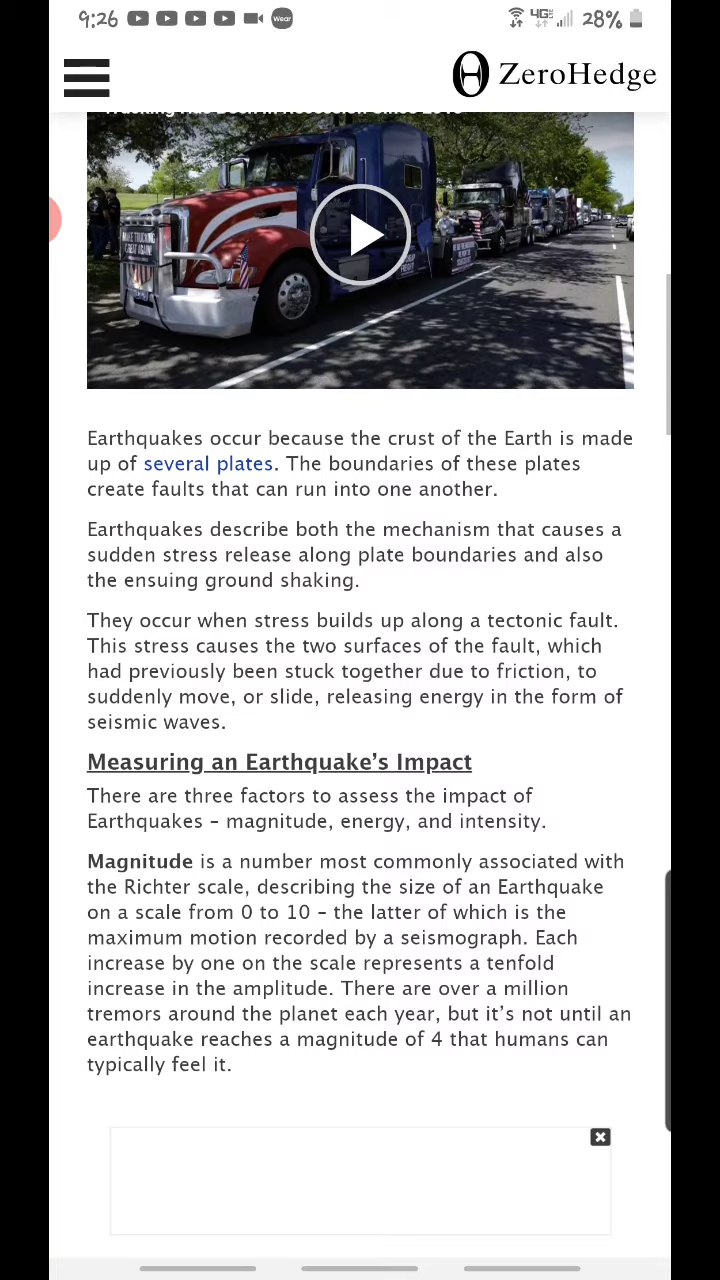 9:26
wear
4GE
28%
ZeroHedge
MAKE TRUCKING
GREAT AGAIN!
Earthquakes occur because the crust of the Earth is made
up of several plates. The boundaries of these plates
create faults that can run into one another.
Earthquakes describe both the mechanism that causes a
sudden stress release along plate boundaries and also
the ensuing ground shaking.
They occur when stress builds up along a tectonic fault.
This stress causes the two surfaces of the fault, which
had previously been stuck together due to friction, to
suddenly move, or slide, releasing energy in the form of
seismic waves.
Measuring an Earthquake’s Impact
There are three factors to assess the impact of
Earthquakes – magnitude, energy, and intensity.
Magnitude is a number most commonly associated with
the Richter scale, describing the size of an Earthquake
on a scale from 0 to 10 – the latter of which is the
maximum motion recorded by a seismograph. Each
increase by one on the scale represents a tenfold
increase in the amplitude. There are over a million
tremors around the planet each year, but it’s not until an
earthquake reaches a magnitude of 4 that humans can
typically feel it.